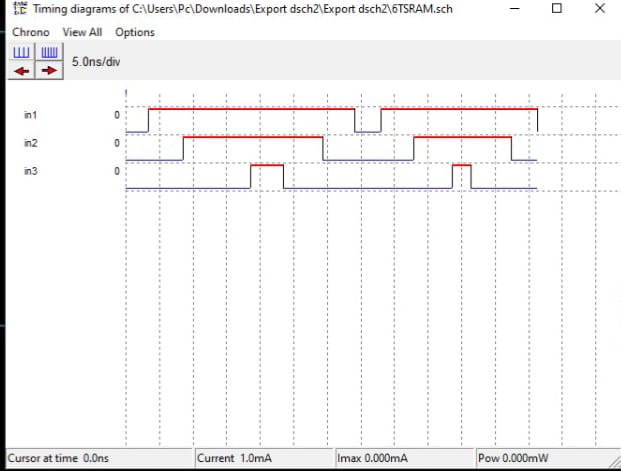 Timing diagrams of C:\Users\Pc\Downloads\Export dsch2\Export dsch2\6TSRAM.sch
Chrono View All Options
5.0ns/div
in1 0
in2 0
in3 0
Cursor at time 0.0ns Current 1.0mA Imax 0.000mA Pow 0.000mW